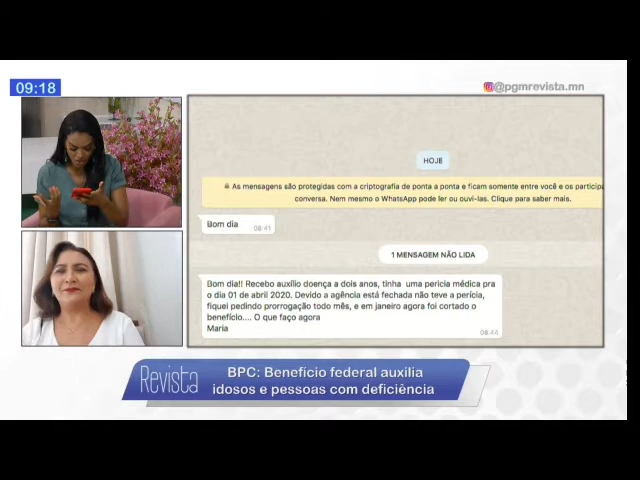 09:18
@pgmrevista.mn
HOJE
As mensagens são protegidas com a criptografia de ponta a ponta e ficam somente entre você e os participa
conversa. Nem mesmo o WhatsApp pode ler ou ouvi-las. Clique para saber mais.
Bom dia
08:41
1 MENSAGEM NÃO LIDA
Bom dia!! Recebo auxílio doença a dois anos, tinha uma pericia médica pra
o dia 01 de abril 2020. Devido a agência está fechada não teve a perícia,
fiquei pedindo prorrogação todo mês, e em janeiro agora foi cortado o
benefício.... O que faço agora
Maria
08:44
Revista
BPC: Benefício federal auxilia
idosos e pessoas com deficiência